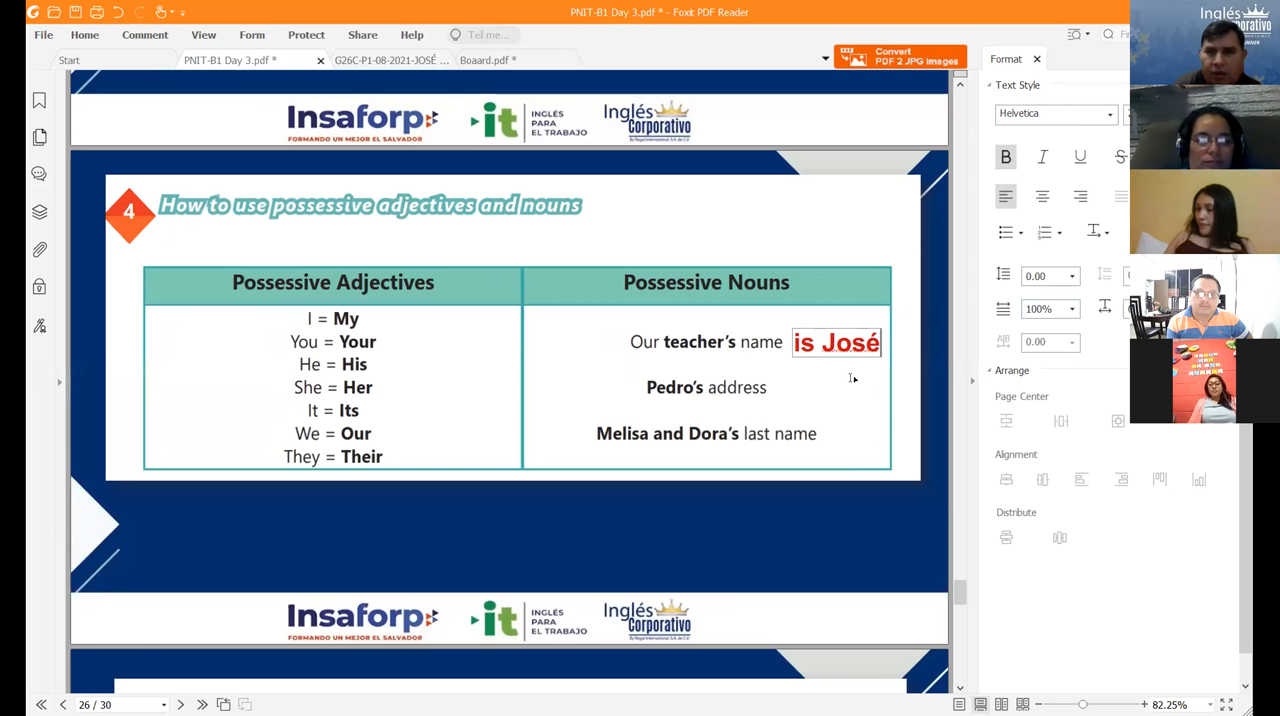 PNIT-B1 Day 3.pdf * - Foxit PDF Reader
File Home Comment View Form Protect Share Help Tell me...
Start PNIT-B1 Day 3.pdf * G26C-P1-08-2021-JOSÉ ... Boaard.pdf *
Convert
PDF 2 JPG Images
Insaforp
FORMANDO UN MEJOR EL SALVADOR
it
INGLÉS
PARA
EL TRABAJO
Inglés
Corporativo
4
How to use possessive adjectives and nouns
Possessive Adjectives
I = My
You = Your
He = His
She = Her
It = Its
We = Our
They = Their
Possessive Nouns
Our teacher's name is José
Pedro's address
Melisa and Dora's last name
Insaforp
FORMANDO UN MEJOR EL SALVADOR
it
INGLÉS
PARA
EL TRABAJO
Inglés
Corporativo
26 / 30
82.25%
Format
Text Style
Helvetica
B I U S
0.00
100%
0.00
Arrange
Page Center
Alignment
Distribute
Inglés
Corporativo